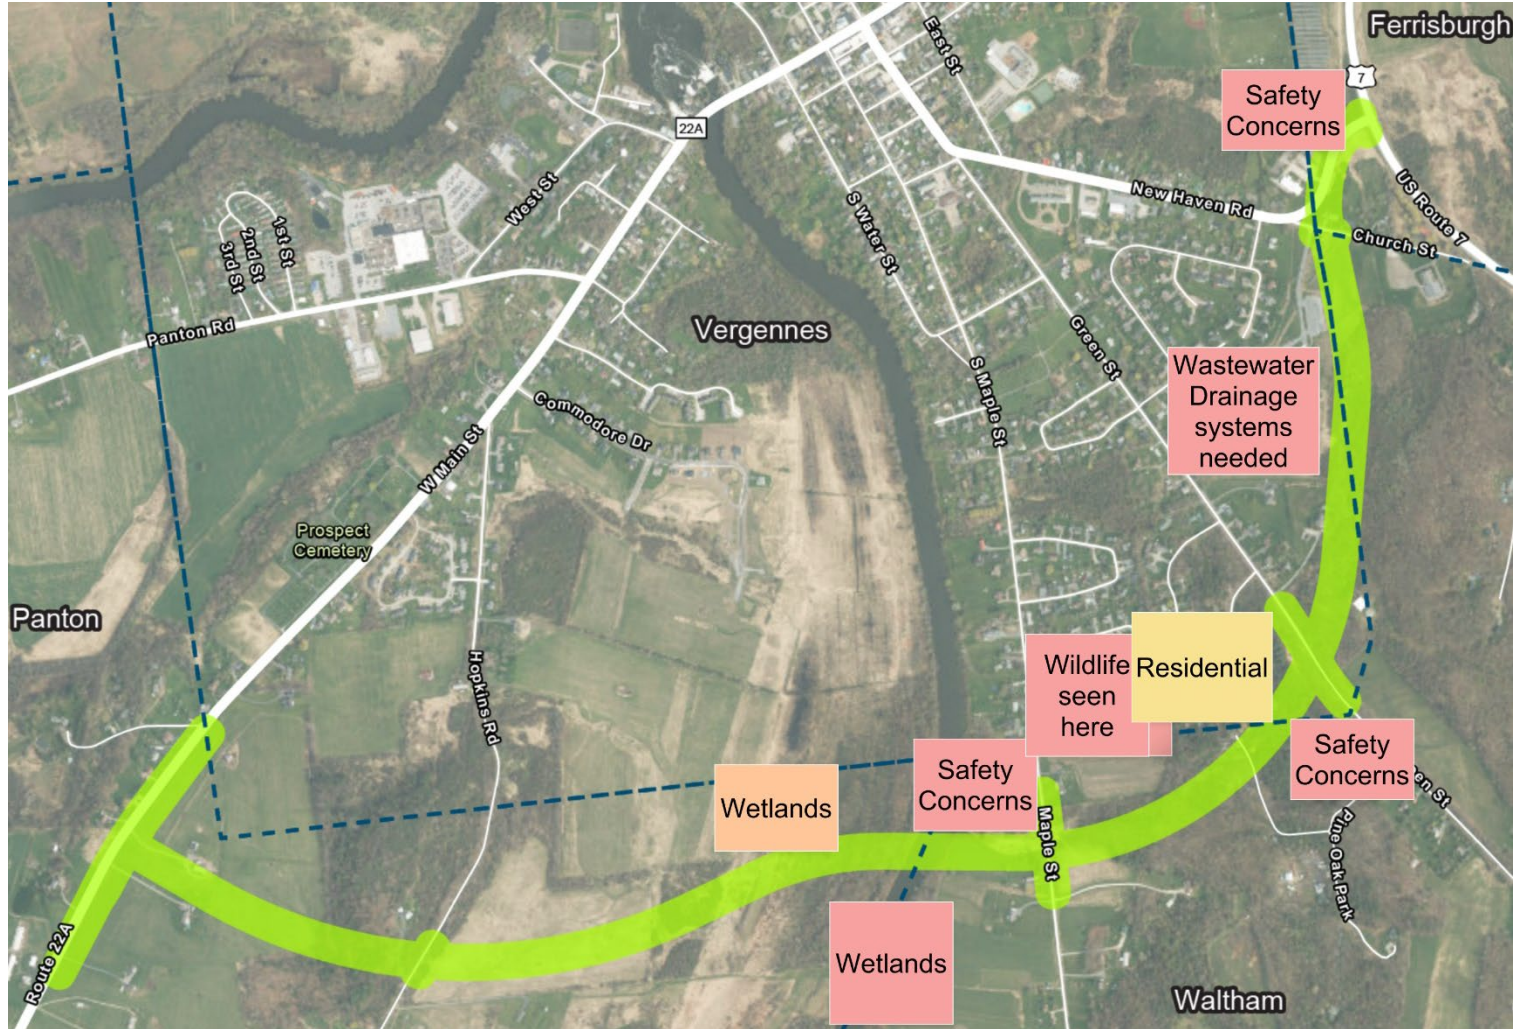 Ferrisburgh
East St
7
Safety
Concerns
22A
US Route 7
New Haven Rd
West St
S Water St
Church St
1st St
2nd St
3rd St
Panton Rd
Vergennes
Green St
Wastewater
Drainage
systems
needed
S Maple St
Commodore Dr
W Main St
Prospect
Cemetery
Panton
Hopkins Rd
Wildlife
seen
here
Residential
Safety
Concerns
Safety
Concerns
en St
Wetlands
Maple St
Pine Oak Park
Route 22A
Wetlands
Waltham